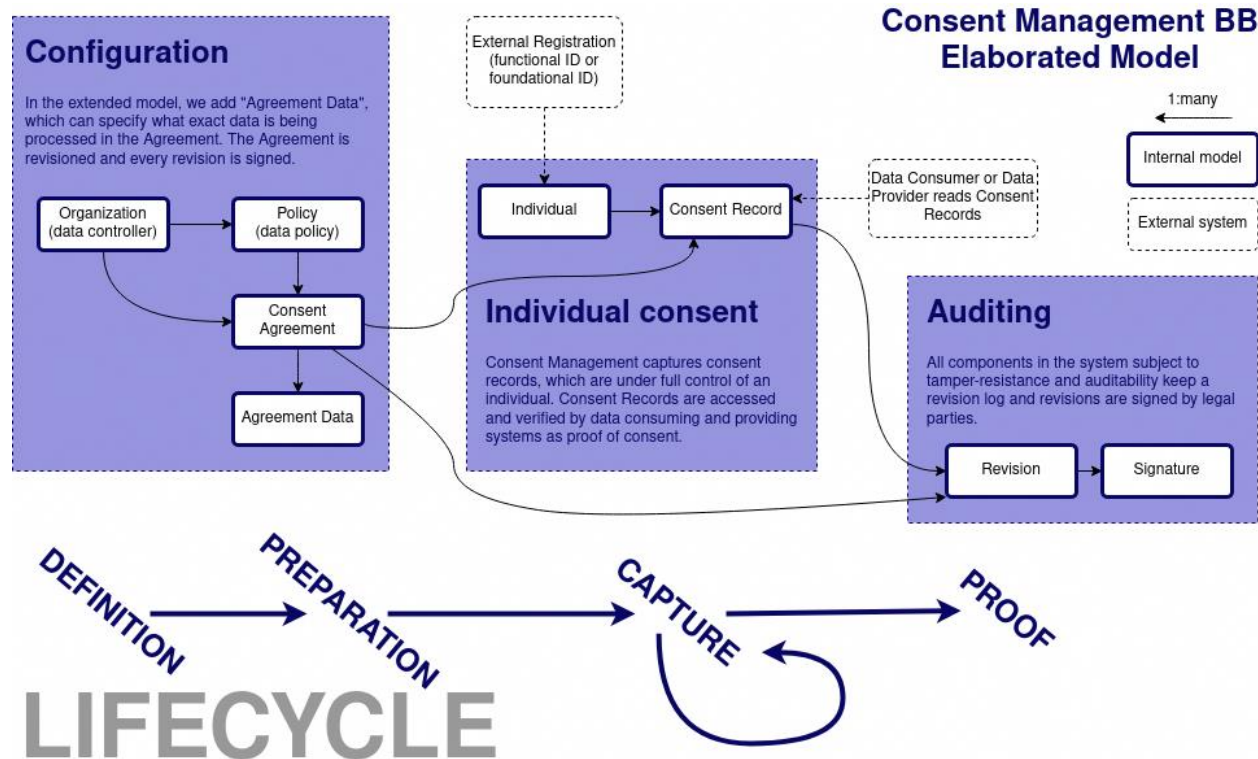 Consent Management BB
Elaborated Model
Configuration
In the extended model, we add "Agreement Data",
which can specify what exact data is being
processed in the Agreement. The Agreement is
revisioned and every revision is signed.
Organization
(data controller)
Policy
(data policy)
Consent
Agreement
Agreement Data
External Registration
(functional ID or
foundational ID)
Individual
Consent Record
Individual consent
Consent Management captures consent
records, which are under full control of an
individual. Consent Records are accessed
and verified by data consuming and providing
systems as proof of consent.
Data Consumer or Data
Provider reads Consent
Records
1:many
Internal model
External system
Auditing
All components in the system subject to
tamper-resistance and auditability keep a
revision log and revisions are signed by legal
parties.
Revision
Signature
DEFINITION
PREPARATION
CAPTURE
PROOF
LIFECYCLE